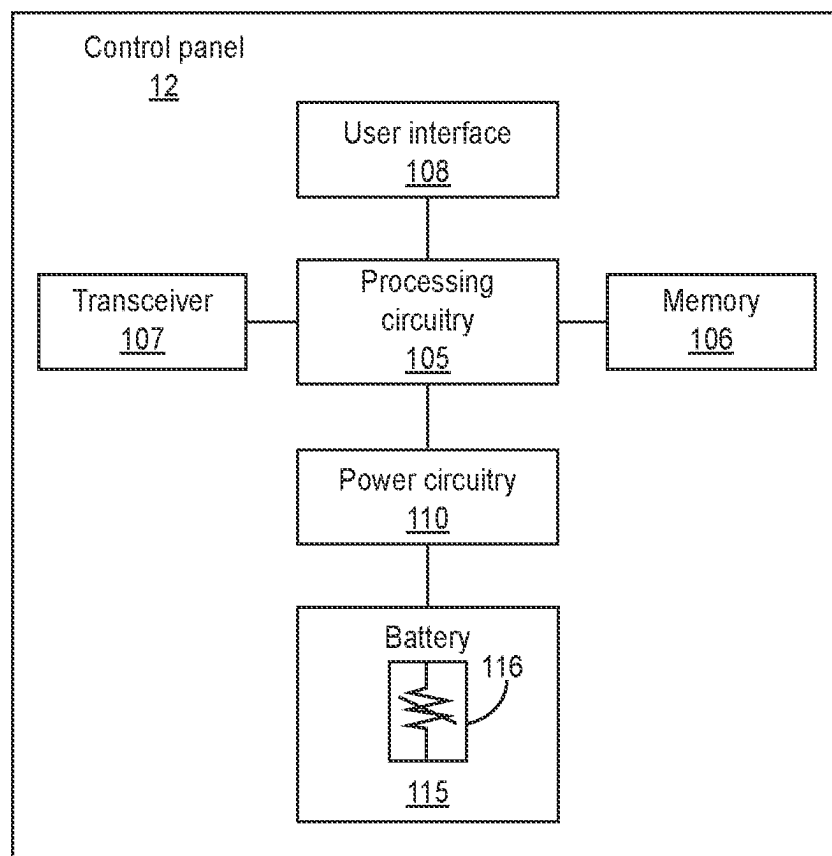 Control panel
12
User interface
108
Transceiver
107
Processing
circuitry
105
Memory
106
Power circuitry
110
Battery
116
115